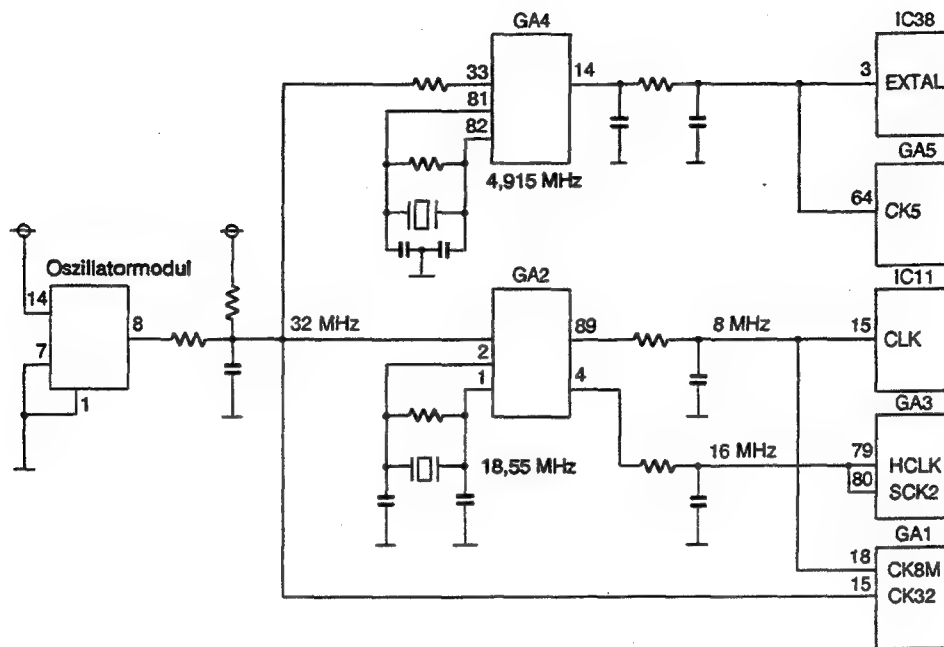 GA4
IC38
33
14
3
EXTAL
81
82
GA5
4,915 MHz
64
CK5
Oszillatormodul
GA2
IC11
14
8
32 MHz
89
8 MHz
15
CLK
7
2
1
4
1
GA3
18,55 MHz
16 MHz
79
HCLK
80
SCK2
GA1
18
CK8M
15
CK32